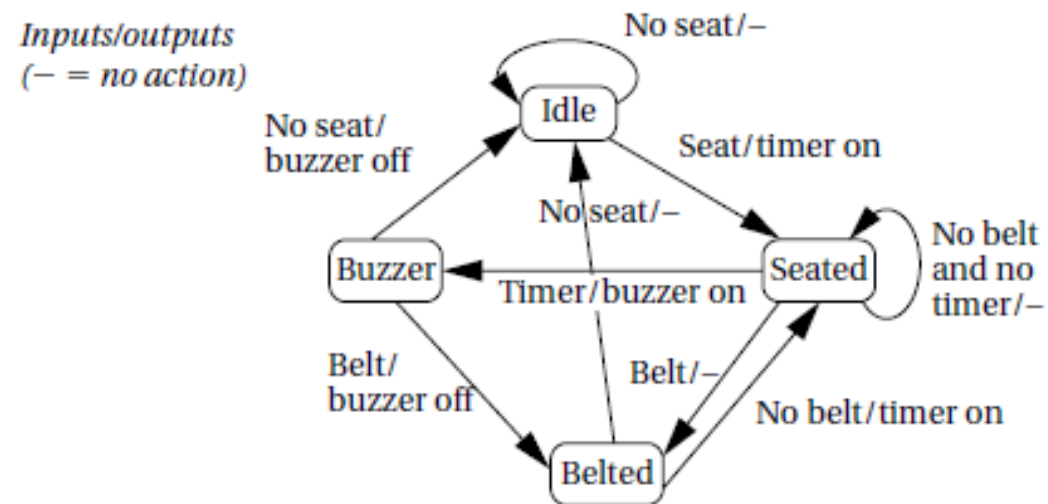 Inputs/outputs
(– = no action)
No seat/–
Idle
No seat/
buzzer off
Seat/timer on
No seat/–
Buzzer
Seated
No belt
and no
timer/–
Timer/buzzer on
Belt/
buzzer off
Belt/–
No belt/timer on
Belted